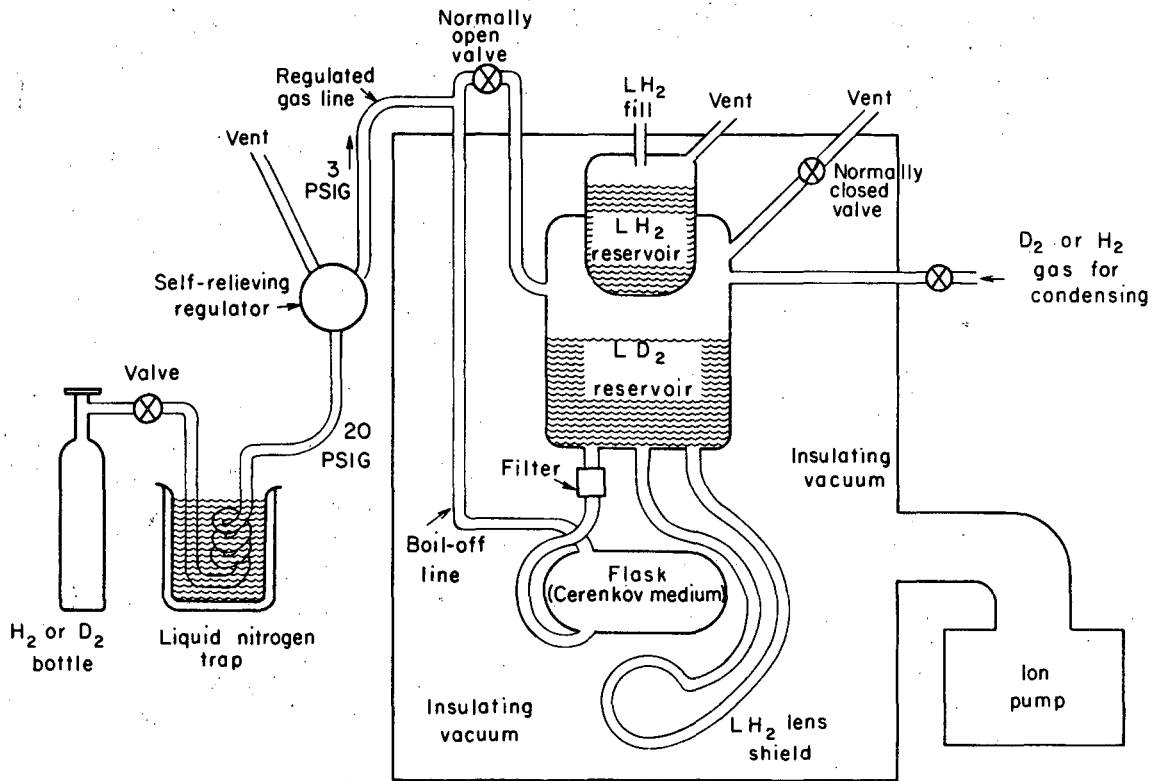 Normally
open
valve
Regulated
gas line
LH2
fill
Vent
Vent
Vent
3
PSIG
Normally
closed
valve
LH2
reservoir
D2 or H2
gas for
condensing
Self-relieving
regulator
LD2
reservoir
Valve
20
PSIG
Filter
Insulating
vacuum
Boil-off
line
Flask
(Cerenkov medium)
H2 or D2
bottle
Liquid nitrogen
trap
Ion
pump
Insulating
vacuum
LH2 lens
shield